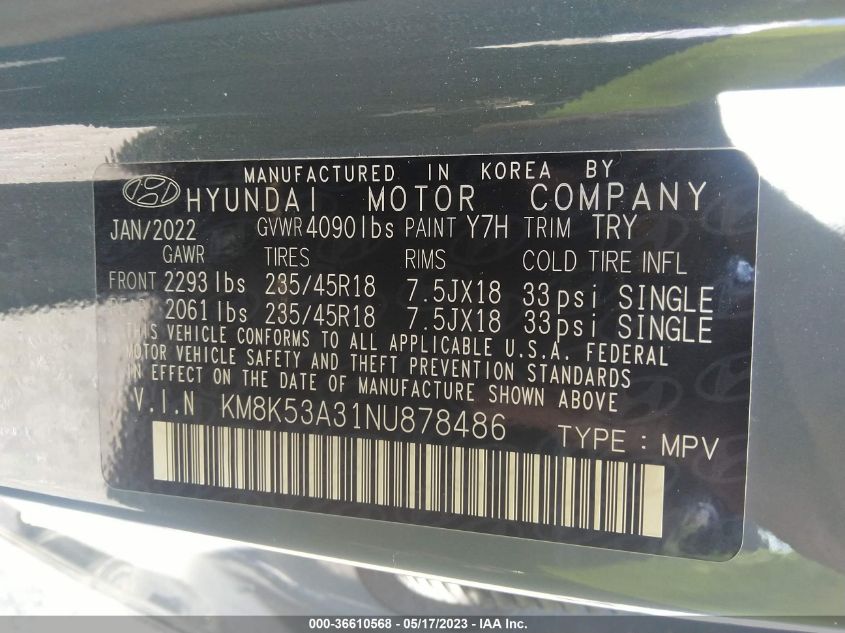 MANUFACTURED IN KOREA BY
HYUNDAI MOTOR COMPANY
JAN/2022 GVWR 4090 lbs PAINT Y7H TRIM TRY
GAWR TIRES RIMS COLD TIRE INFL
FRONT 2293 lbs 235/45R18 7.5JX18 33psi SINGLE
REAR 2061 lbs 235/45R18 7.5JX18 33psi SINGLE
THIS VEHICLE CONFORMS TO ALL APPLICABLE U.S.A. FEDERAL
MOTOR VEHICLE SAFETY AND THEFT PREVENTION STANDARDS
IN EFFECT ON THE DATE OF MANUFACTURE SHOWN ABOVE
V.I.N KM8K53A31NU878486 TYPE : MPV
000-36610568 - 05/17/2023 - IAA Inc.